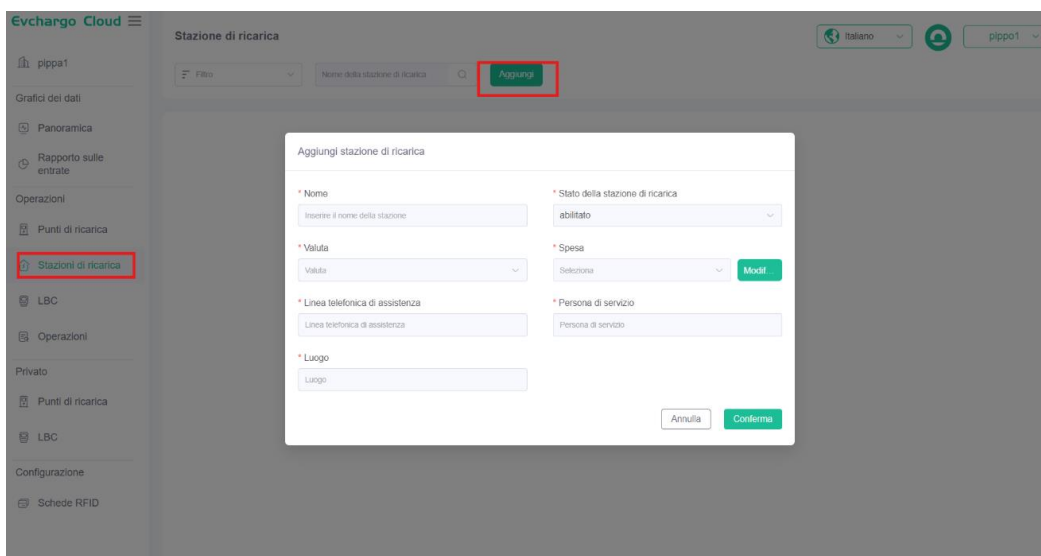 Evchargo Cloud
Stazione di ricarica
Italiano
pippo1
pippa1
Filtro
Nome della stazione di ricarica
Aggiungi
Grafici dei dati
Panoramica
Rapporto sulle
entrate
Operazioni
Punti di ricarica
Stazioni di ricarica
LBC
Operazioni
Privato
Punti di ricarica
LBC
Configurazione
Schede RFID
Aggiungi stazione di ricarica
* Nome
Inserire il nome della stazione
* Stato della stazione di ricarica
abilitato
* Valuta
Valuta
* Spesa
Seleziona
Modif...
* Linea telefonica di assistenza
Linea telefonica di assistenza
* Persona di servizio
Persona di servizio
* Luogo
Luogo
Annulla
Conferma